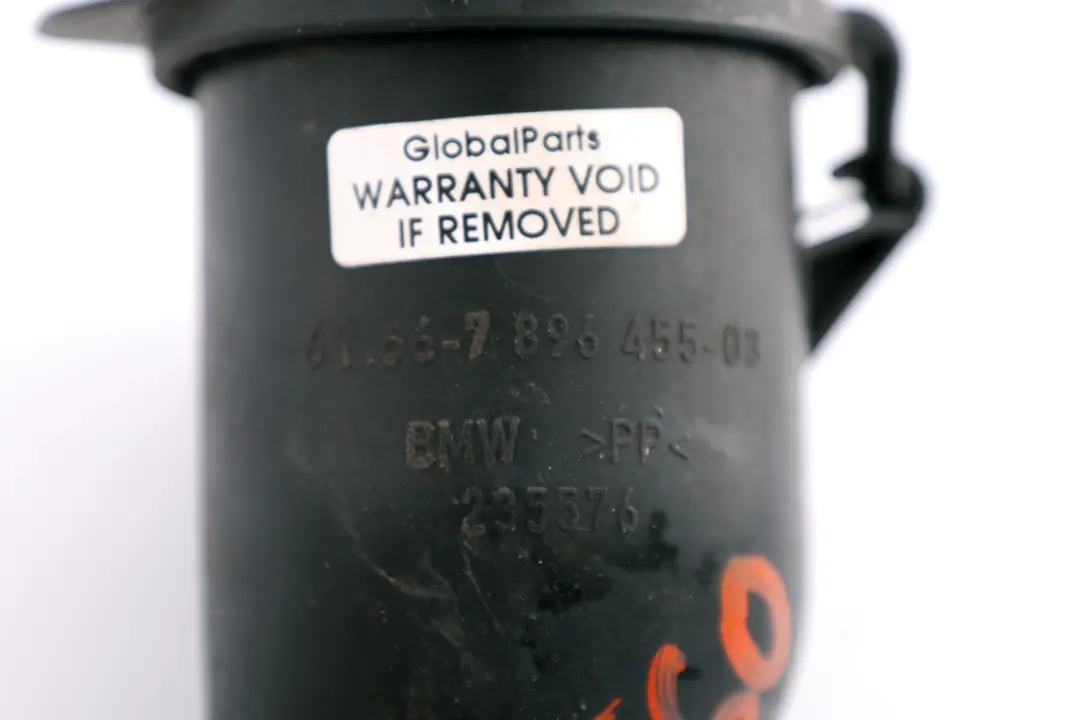 GlobalParts
WARRANTY VOID
IF REMOVED
61.66-7 896 455-03
BMW >PP<
235576